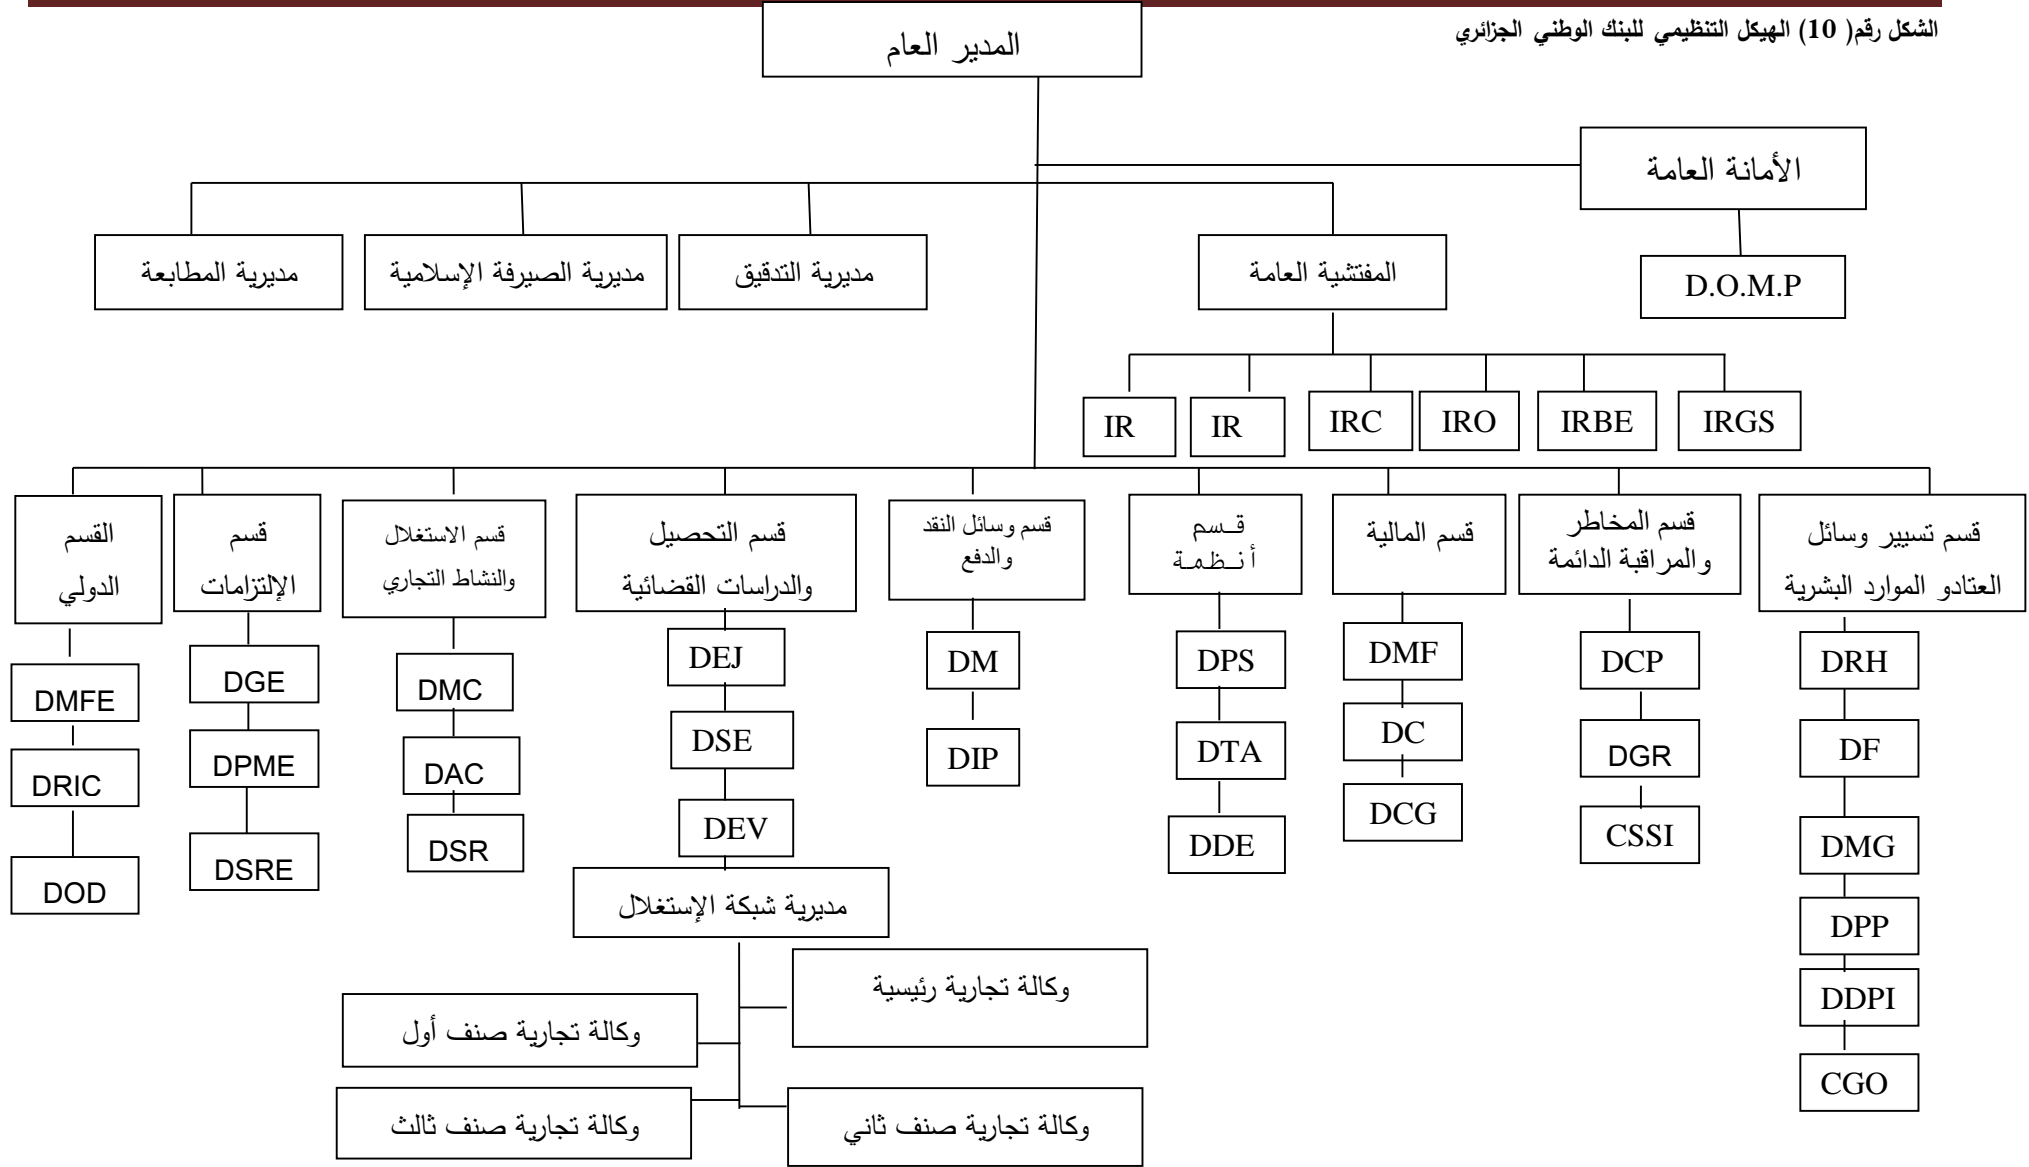 الشكل رقم( 10) الهيكل التنظيمي للبنك الوطني الجزائري
المدير العام
الأمانة العامة
D.O.M.P
المفتشية العامة
مديرية التدقيق
مديرية الصيرفة الإسلامية
مديرية المطابعة
IR
IR
IRC
IRO
IRBE
IRGS
قسم تسيير وسائل
العتادو الموارد البشرية
DRH
DF
DMG
DPP
DDPI
CGO
قسم المخاطر
والمراقبة الدائمة
DCP
DGR
CSSI
قسم المالية
DMF
DC
DCG
قسم
أنظمة
DPS
DTA
DDE
قسم وسائل النقد
والدفع
DM
DIP
قسم التحصيل
والدراسات القضائية
DEJ
DSE
DEV
قسم الاستغلال
والنشاط التجاري
DMC
DAC
DSR
قسم
الإلتزامات
DGE
DPME
DSRE
القسم
الدولي
DMFE
DRIC
DOD
مديرية شبكة الإستغلال
وكالة تجارية رئيسية
وكالة تجارية صنف أول
وكالة تجارية صنف ثاني
وكالة تجارية صنف ثالث